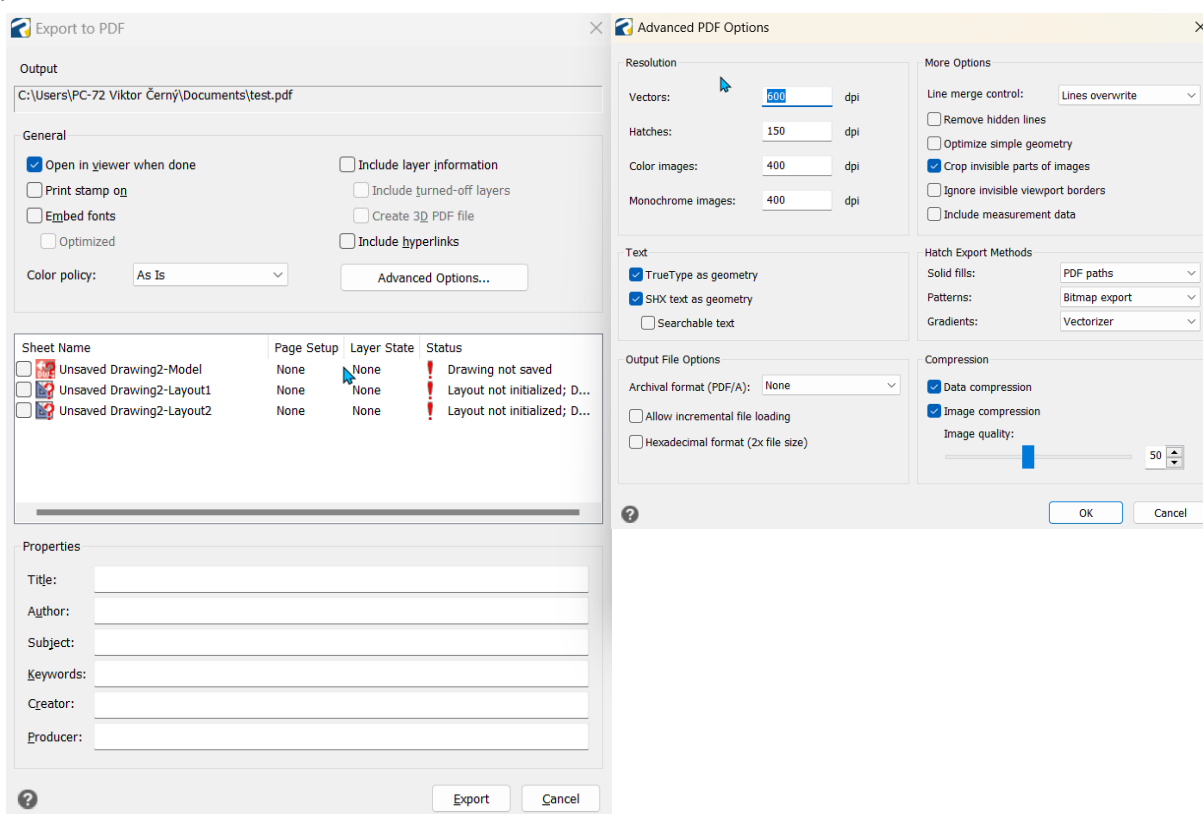 Export to PDF
Output
C:\Users\PC-72 Viktor Černý\Documents\test.pdf
General
Open in viewer when done
Include layer information
Print stamp on
Include turned-off layers
Embed fonts
Create 3D PDF file
Optimized
Include hyperlinks
Color policy: As Is
Advanced Options...
Sheet Name Page Setup Layer State Status
Unsaved Drawing2-Model None None Drawing not saved
Unsaved Drawing2-Layout1 None None Layout not initialized; D...
Unsaved Drawing2-Layout2 None None Layout not initialized; D...
Properties
Title:
Author:
Subject:
Keywords:
Creator:
Producer:
Export Cancel
Advanced PDF Options
Resolution
Vectors: 600 dpi
Hatches: 150 dpi
Color images: 400 dpi
Monochrome images: 400 dpi
More Options
Line merge control: Lines overwrite
Remove hidden lines
Optimize simple geometry
Crop invisible parts of images
Ignore invisible viewport borders
Include measurement data
Text
TrueType as geometry
SHX text as geometry
Searchable text
Hatch Export Methods
Solid fills: PDF paths
Patterns: Bitmap export
Gradients: Vectorizer
Output File Options
Archival format (PDF/A): None
Allow incremental file loading
Hexadecimal format (2x file size)
Compression
Data compression
Image compression
Image quality:
50
OK Cancel